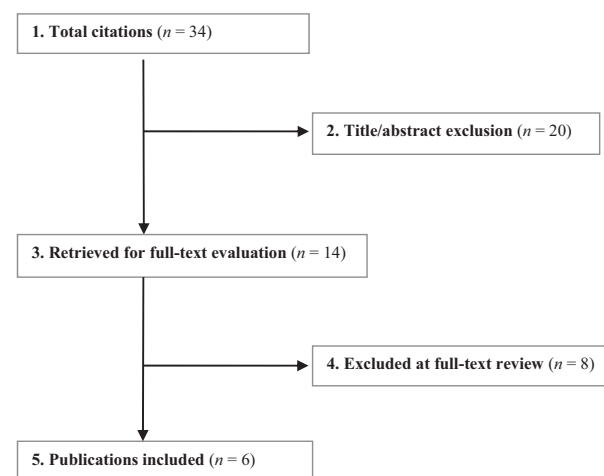 1. Total citations (n = 34)
2. Title/abstract exclusion (n = 20)
3. Retrieved for full-text evaluation (n = 14)
4. Excluded at full-text review (n = 8)
5. Publications included (n = 6)